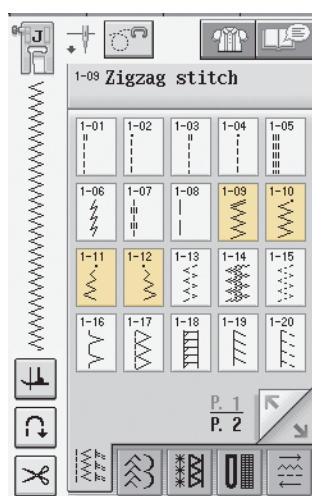 J
1-09 Zigzag stitch
1-01 1-02 1-03 1-04 1-05
1-06 1-07 1-08 1-09 1-10
1-11 1-12 1-13 1-14 1-15
1-16 1-17 1-18 1-19 1-20
P. 1
P. 2